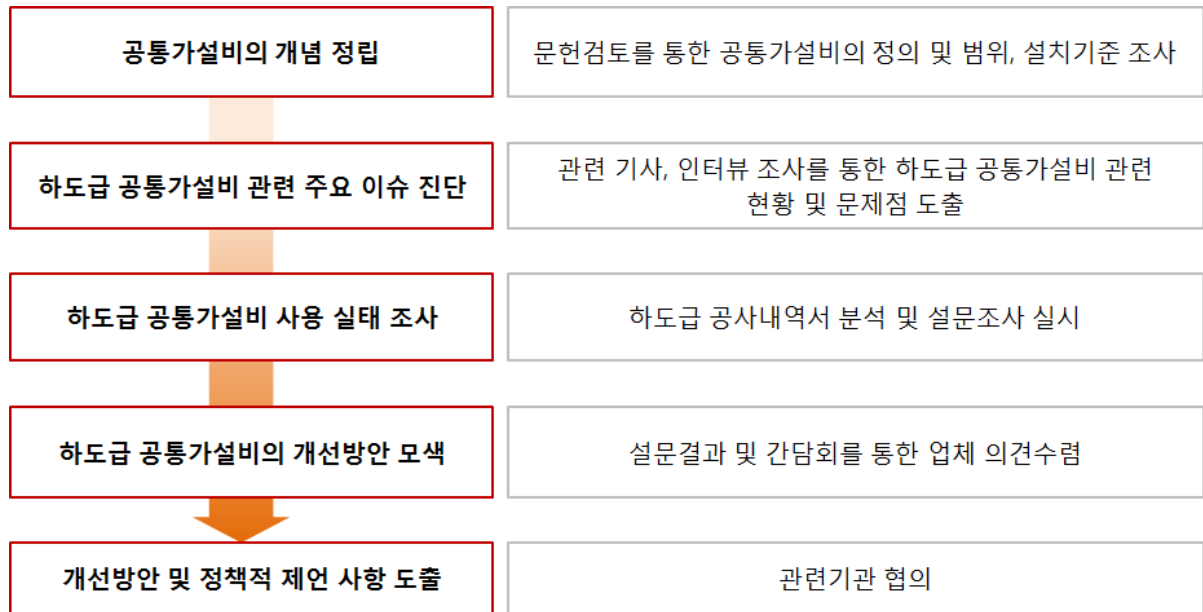 공통가설비의 개념 정립
문헌검토를 통한 공통가설비의 정의 및 범위, 설치기준 조사
하도급 공통가설비 관련 주요 이슈 진단
관련 기사, 인터뷰 조사를 통한 하도급 공통가설비 관련
현황 및 문제점 도출
하도급 공통가설비 사용 실태 조사
하도급 공사내역서 분석 및 설문조사 실시
하도급 공통가설비의 개선방안 모색
설문결과 및 간담회를 통한 업체 의견수렴
개선방안 및 정책적 제언 사항 도출
관련기관 협의